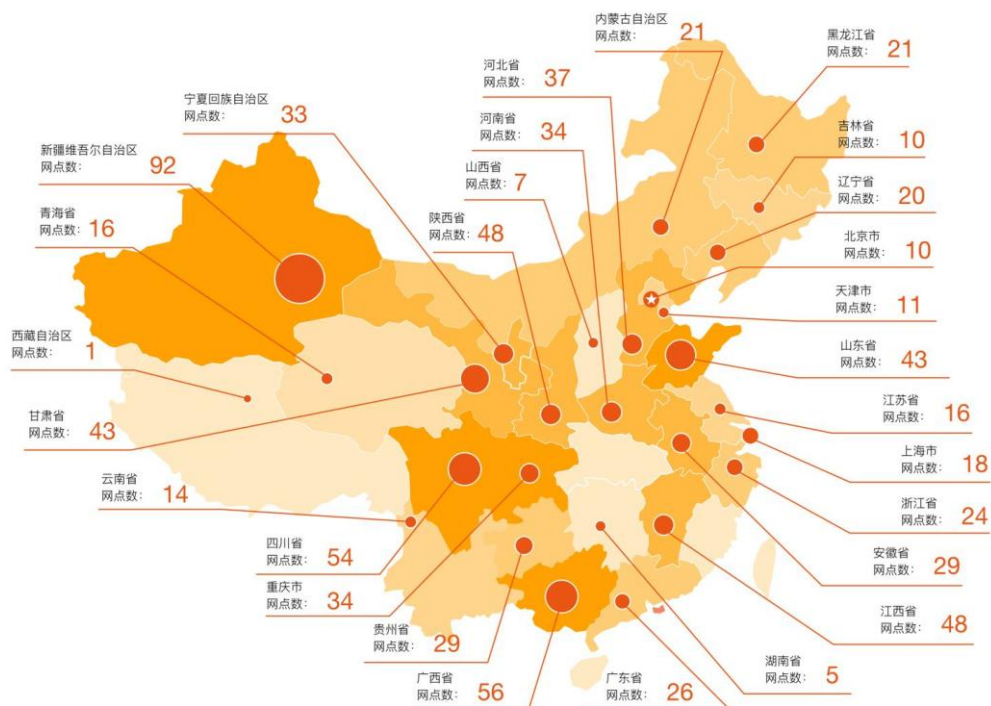 内蒙古自治区
网点数： 21
黑龙江省
网点数： 21
河北省
网点数： 37
宁夏回族自治区
网点数： 33
河南省
网点数： 34
吉林省
网点数： 10
新疆维吾尔自治区
网点数： 92
山西省
网点数： 7
辽宁省
网点数： 20
青海省
网点数： 16
陕西省
网点数： 48
北京市
网点数： 10
天津市
网点数： 11
西藏自治区
网点数： 1
山东省
网点数： 43
甘肃省
网点数： 43
江苏省
网点数： 16
上海市
网点数： 18
云南省
网点数： 14
浙江省
网点数： 24
四川省
网点数： 54
安徽省
网点数： 29
重庆市
网点数： 34
江西省
网点数： 48
贵州省
网点数： 29
湖南省
网点数： 5
广西省
网点数： 56
广东省
网点数： 26